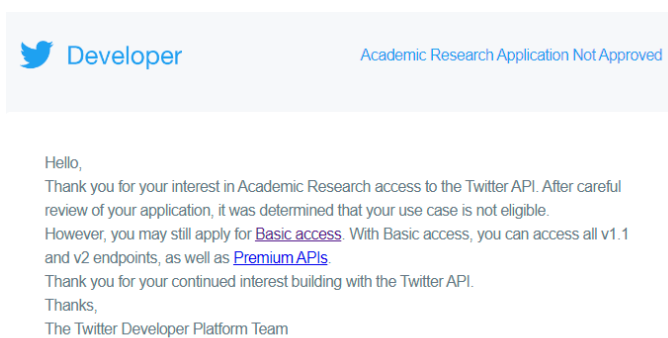 Developer
Academic Research Application Not Approved
Hello,
Thank you for your interest in Academic Research access to the Twitter API. After careful
review of your application, it was determined that your use case is not eligible.
However, you may still apply for Basic access. With Basic access, you can access all v1.1
and v2 endpoints, as well as Premium APIs.
Thank you for your continued interest building with the Twitter API.
Thanks,
The Twitter Developer Platform Team